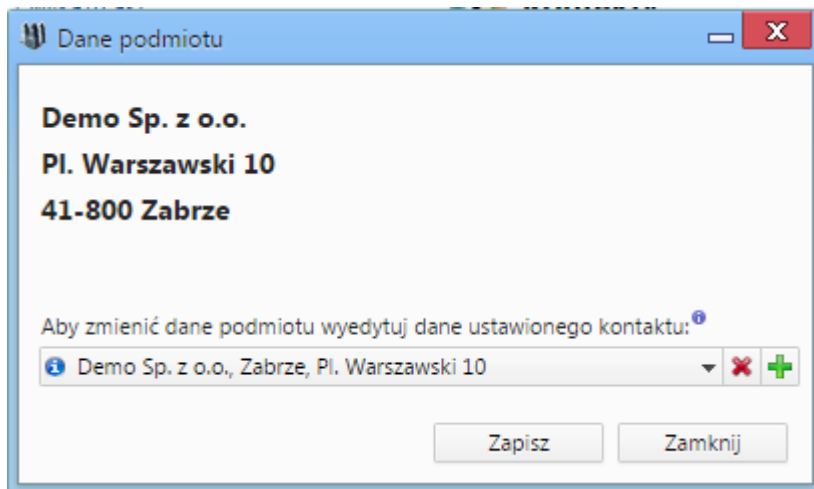 Dane podmiotu
Demo Sp. z o.o.
Pl. Warszawski 10
41-800 Zabrze
Aby zmienić dane podmiotu wyedytuj dane ustawionego kontaktu:
Demo Sp. z o.o., Zabrze, Pl. Warszawski 10
Zapisz
Zamknij